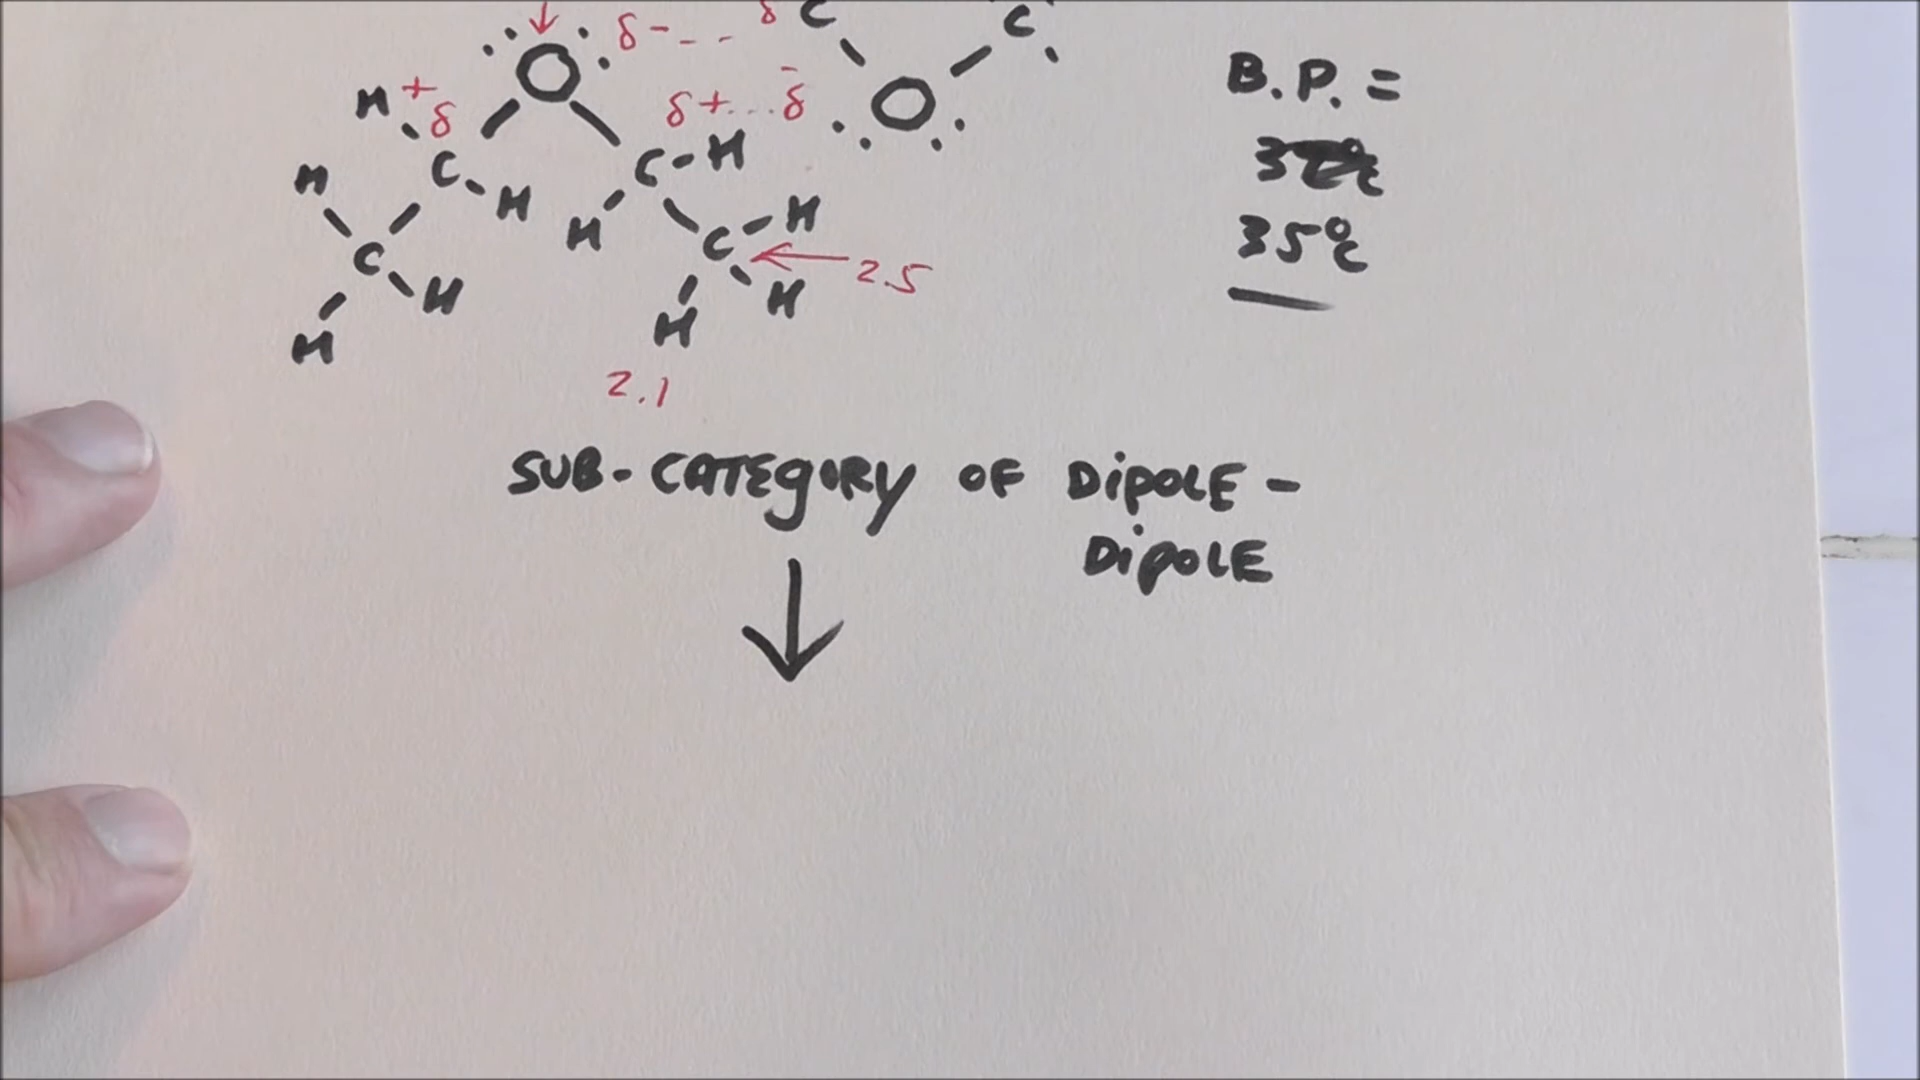 δ-
δ
C
C
O
δ-
δ+
O
H
+
δ
C
H
C
H
H
H
C
H
H
C
H
H
H
2.5
2.1
B.P. =
35°C
SUB-CATEGORY OF DIPOLE -
DIPOLE